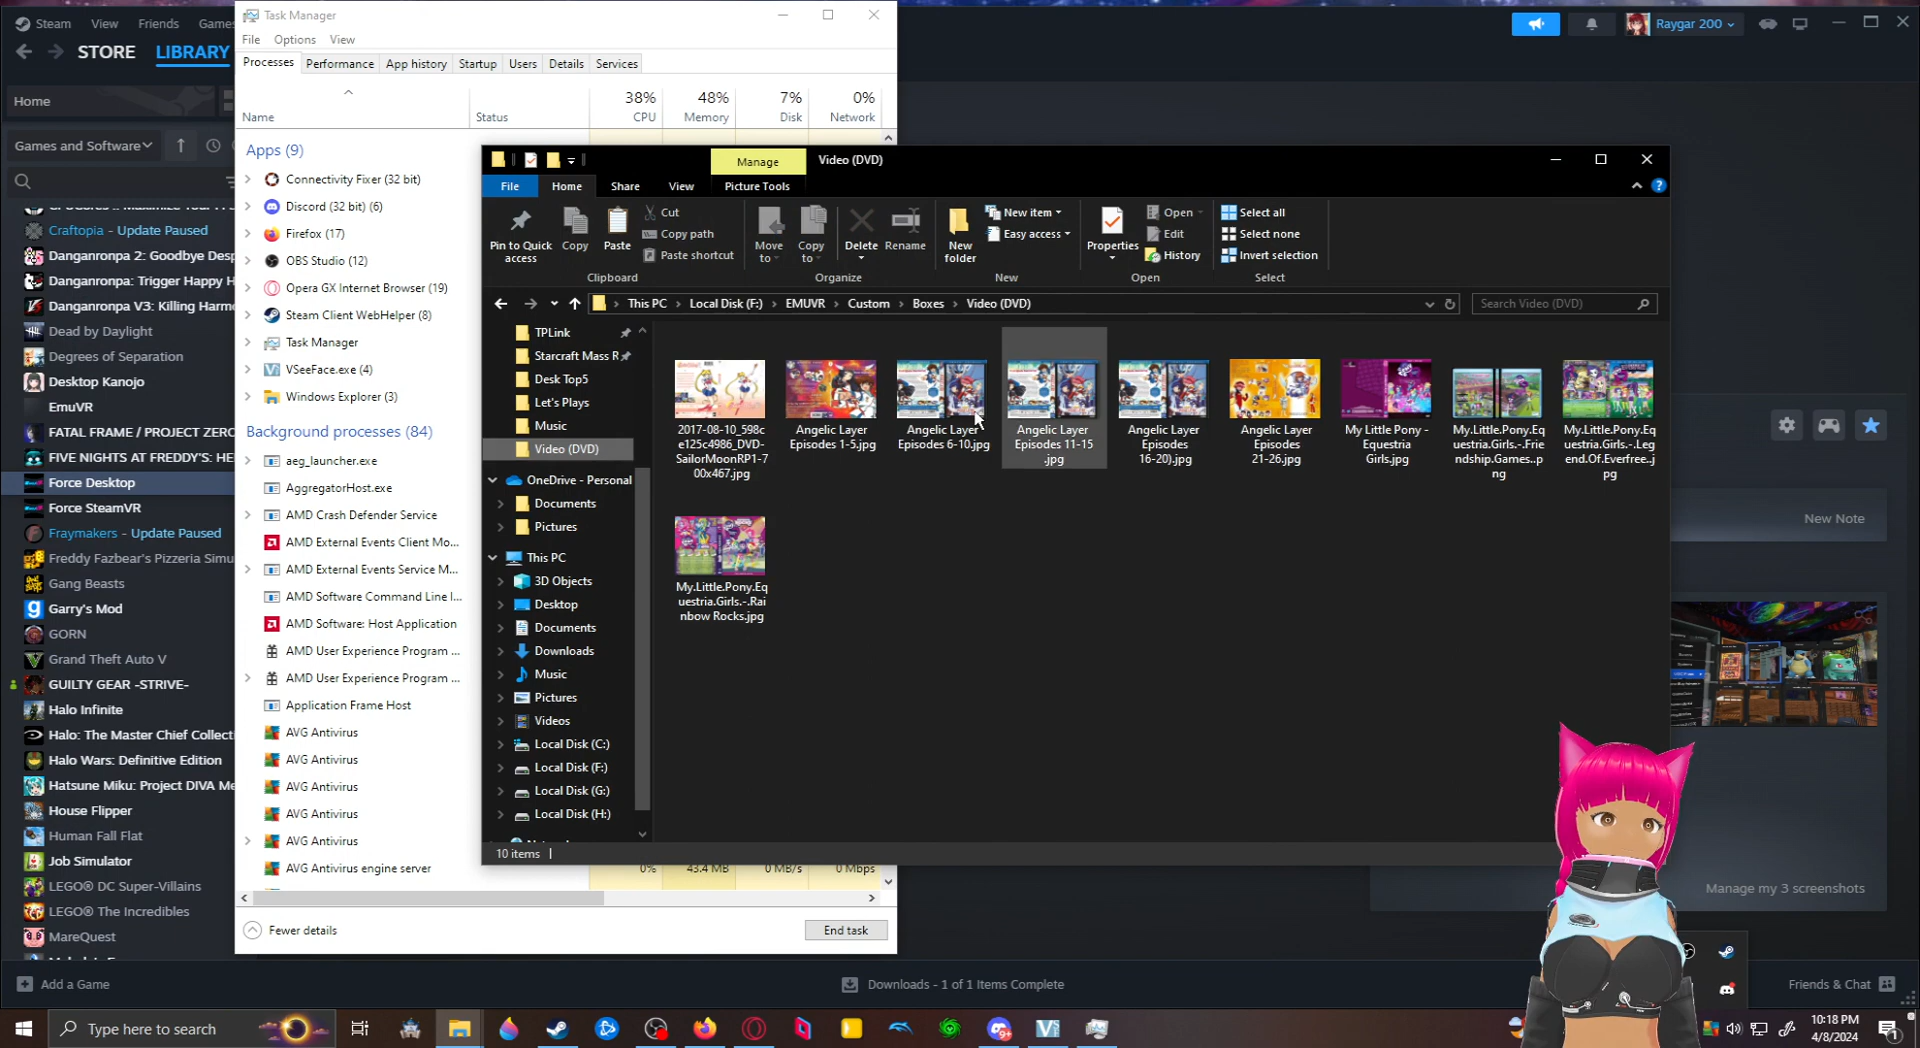 Steam View Friends Games
STORE LIBRARY
Raygar 200
Home
Games and Software
Craftopia - Update Paused
Danganronpa 2: Goodbye Desp
Danganronpa: Trigger Happy H
Danganronpa V3: Killing Harmo
Dead by Daylight
Degrees of Separation
Desktop Kanojo
EmuVR
FATAL FRAME / PROJECT ZERO
FIVE NIGHTS AT FREDDY'S: HE
Force Desktop
Force SteamVR
Fraymakers - Update Paused
Freddy Fazbear's Pizzeria Simu
Gang Beasts
Garry's Mod
GORN
Grand Theft Auto V
GUILTY GEAR -STRIVE-
Halo Infinite
Halo: The Master Chief Collecti
Halo Wars: Definitive Edition
Hatsune Miku: Project DIVA Me
House Flipper
Human Fall Flat
Job Simulator
LEGO® DC Super-Villains
LEGO® The Incredibles
MareQuest
Add a Game
Task Manager
File Options View
Processes Performance App history Startup Users Details Services
38% 48% 7% 0%
Name Status CPU Memory Disk Network
Apps (9)
Connectivity Fixer (32 bit)
Discord (32 bit) (6)
Firefox (17)
OBS Studio (12)
Opera GX Internet Browser (19)
Steam Client WebHelper (8)
Task Manager
VSeeFace.exe (4)
Windows Explorer (3)
Background processes (84)
aeg_launcher.exe
AggregatorHost.exe
AMD Crash Defender Service
AMD External Events Client Mo...
AMD External Events Service M...
AMD Software Command Line I...
AMD Software: Host Application
AMD User Experience Program ...
AMD User Experience Program ...
Application Frame Host
AVG Antivirus
AVG Antivirus
AVG Antivirus
AVG Antivirus
AVG Antivirus
AVG Antivirus engine server
0% 43.4 MB 0 MB/s 0 Mbps
Fewer details
End task
Manage Video (DVD)
File Home Share View Picture Tools
Pin to Quick access
Copy
Paste
Cut
Copy path
Paste shortcut
Clipboard
Move to
Copy to
Delete
Rename
Organize
New folder
New item
Easy access
New
Properties
Open
Edit
History
Open
Select all
Select none
Invert selection
Select
This PC Local Disk (F:) EMUVR Custom Boxes Video (DVD)
Search Video (DVD)
TPLink
Starcraft Mass R
Desk Top5
Let's Plays
Music
Video (DVD)
OneDrive - Personal
Documents
Pictures
This PC
3D Objects
Desktop
Documents
Downloads
Music
Pictures
Videos
Local Disk (C:)
Local Disk (F:)
Local Disk (G:)
Local Disk (H:)
2017-08-10_598c
e125c4986_DVD-
SailorMoonRP1-7
00x467.jpg
Angelic Layer
Episodes 1-5.jpg
Angelic Layer
Episodes 6-10.jpg
Angelic Layer
Episodes 11-15
.jpg
Angelic Layer
Episodes
16-20).jpg
Angelic Layer
Episodes
21-26.jpg
My Little Pony -
Equestria
Girls.jpg
My.Little.Pony.Eq
uestria.Girls.-.Frie
ndship.Games..p
ng
My.Little.Pony.Eq
uestria.Girls.-.Leg
end.Of.Everfree..j
pg
My.Little.Pony.Eq
uestria.Girls.-.Rai
nbow Rocks.jpg
10 items
New Note
Manage my 3 screenshots
Downloads - 1 of 1 Items Complete
Friends & Chat
Type here to search
10:18 PM
4/8/2024